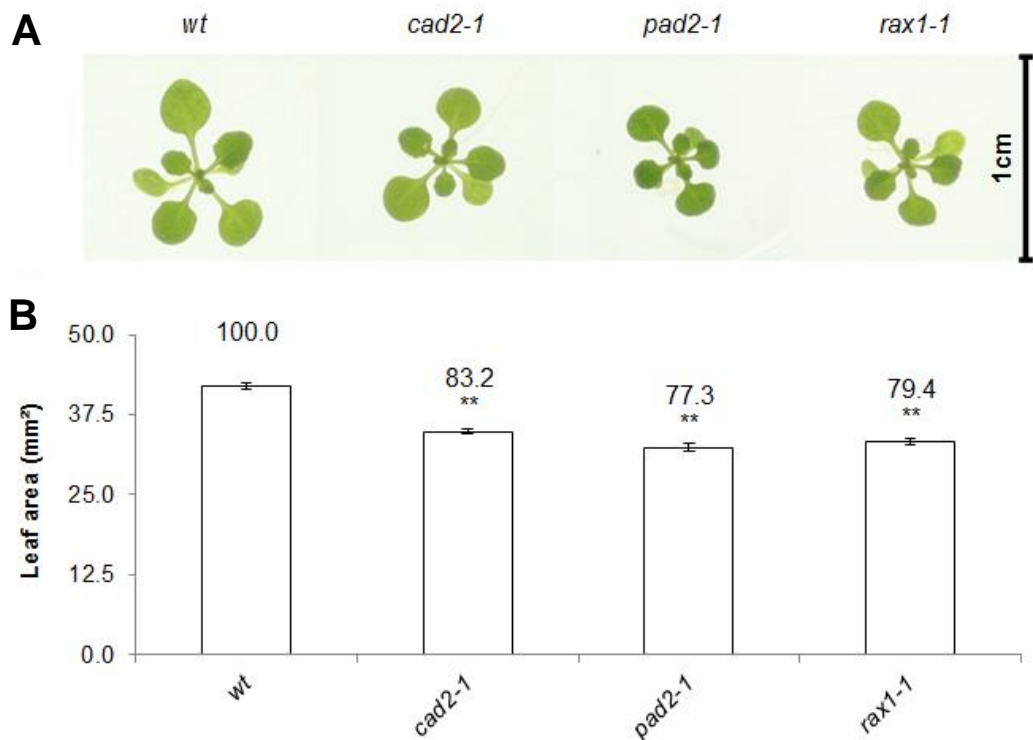 A
wt cad2-1 pad2-1 rax1-1
1cm
B
Leaf area (mm²)
50.0
37.5
25.0
12.5
0.0
100.0
83.2
**
77.3
**
79.4
**
wt cad2-1 pad2-1 rax1-1